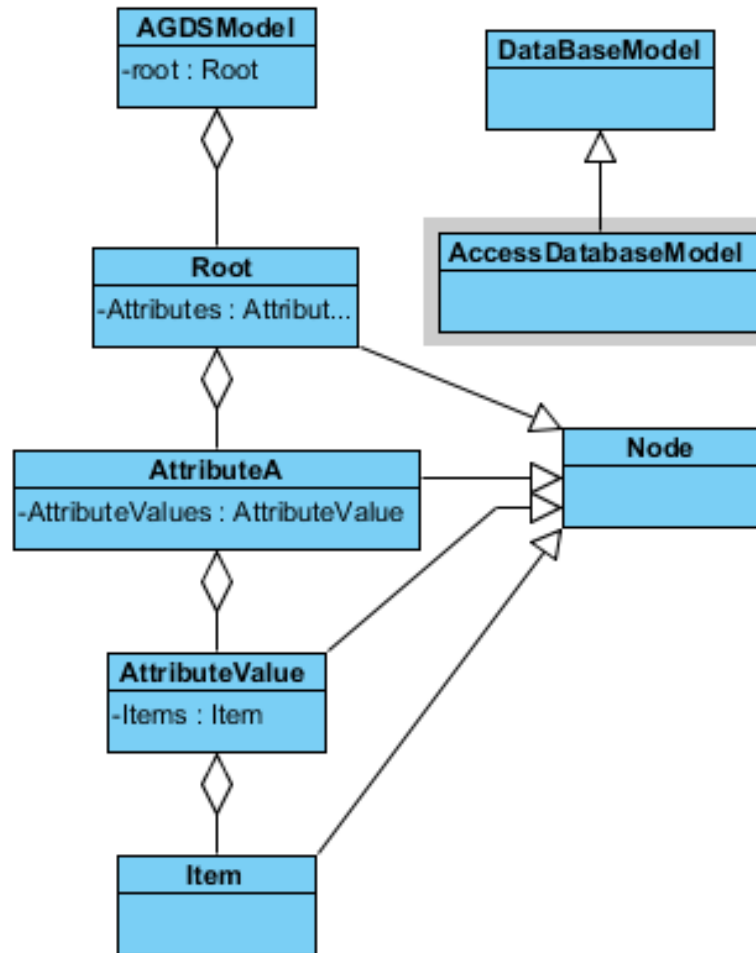 AGDSModel
-root : Root
DataBaseModel
AccessDatabaseModel
Root
-Attributes : Attribut...
Node
AttributeA
-AttributeValues : AttributeValue
AttributeValue
-Items : Item
Item